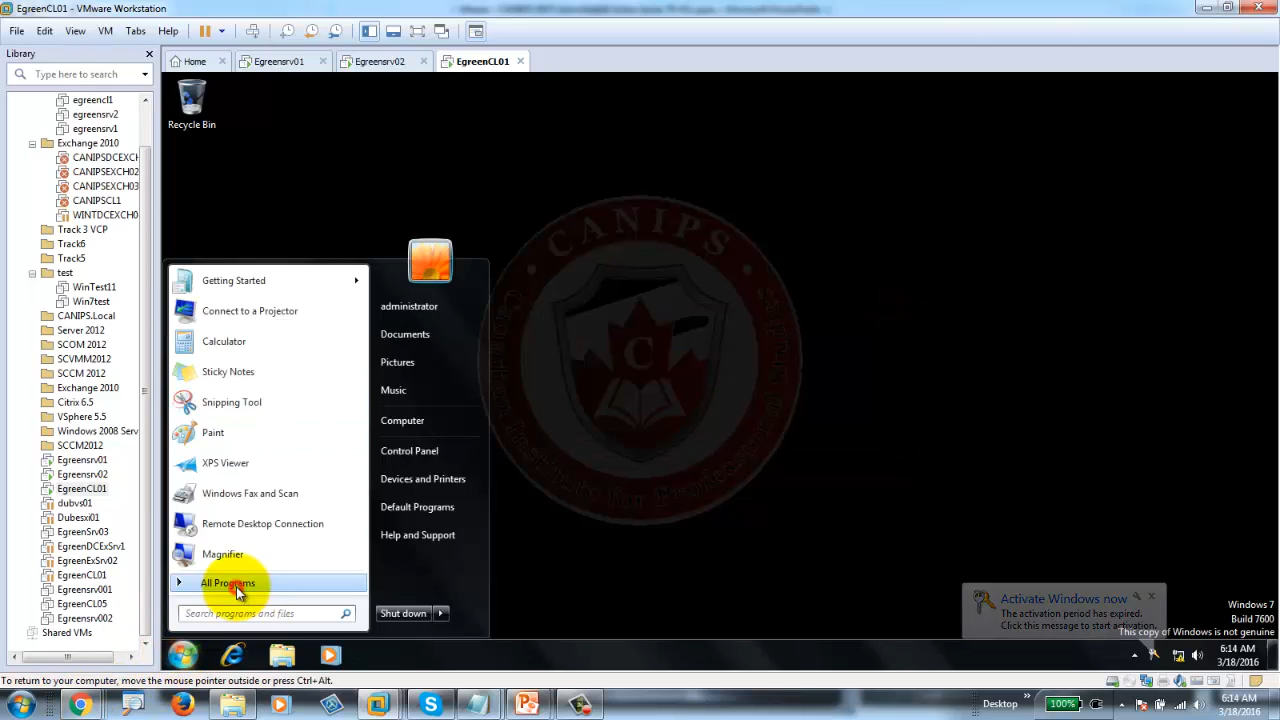 EgreenCL01 - VMware Workstation
File Edit View VM Tabs Help
Library
Type here to search
Home
Egreensrv01
Egreensrv02
EgreenCL01
egreencl1
egreensrv2
egreensrv1
Exchange 2010
CANIPSDCEXCH
CANIPSEXCH02
CANIPSEXCH03
CANIPSCL1
WINTDCEXCH0
Track 3 VCP
Track6
Track5
test
WinTest11
Win7test
CANIPS.Local
Server 2012
SCOM 2012
SCVMM2012
SCCM 2012
Exchange 2010
Citrix 6.5
VSphere 5.5
Windows 2008 Serv
SCCM2012
Egreensrv01
Egreensrv02
EgreenCL01
dubvs01
Dubesxi01
EgreenSrv03
EgreenDCExSrv1
EgreenExSrv02
EgreenCL01
Egreensrv001
EgreenCL05
Egreensrv002
Shared VMs
Recycle Bin
CANIPS
C
Getting Started
Connect to a Projector
Calculator
Sticky Notes
Snipping Tool
Paint
XPS Viewer
Windows Fax and Scan
Remote Desktop Connection
Magnifier
All Programs
Search programs and files
administrator
Documents
Pictures
Music
Computer
Control Panel
Devices and Printers
Default Programs
Help and Support
Shut down
Activate Windows now
The activation period has expired.
Click this message to start activation.
Windows 7
Build 7600
This copy of Windows is not genuine
6:14 AM
3/18/2016
To return to your computer, move the mouse pointer outside or press Ctrl+Alt.
Desktop
100%
6:14 AM
3/18/2016